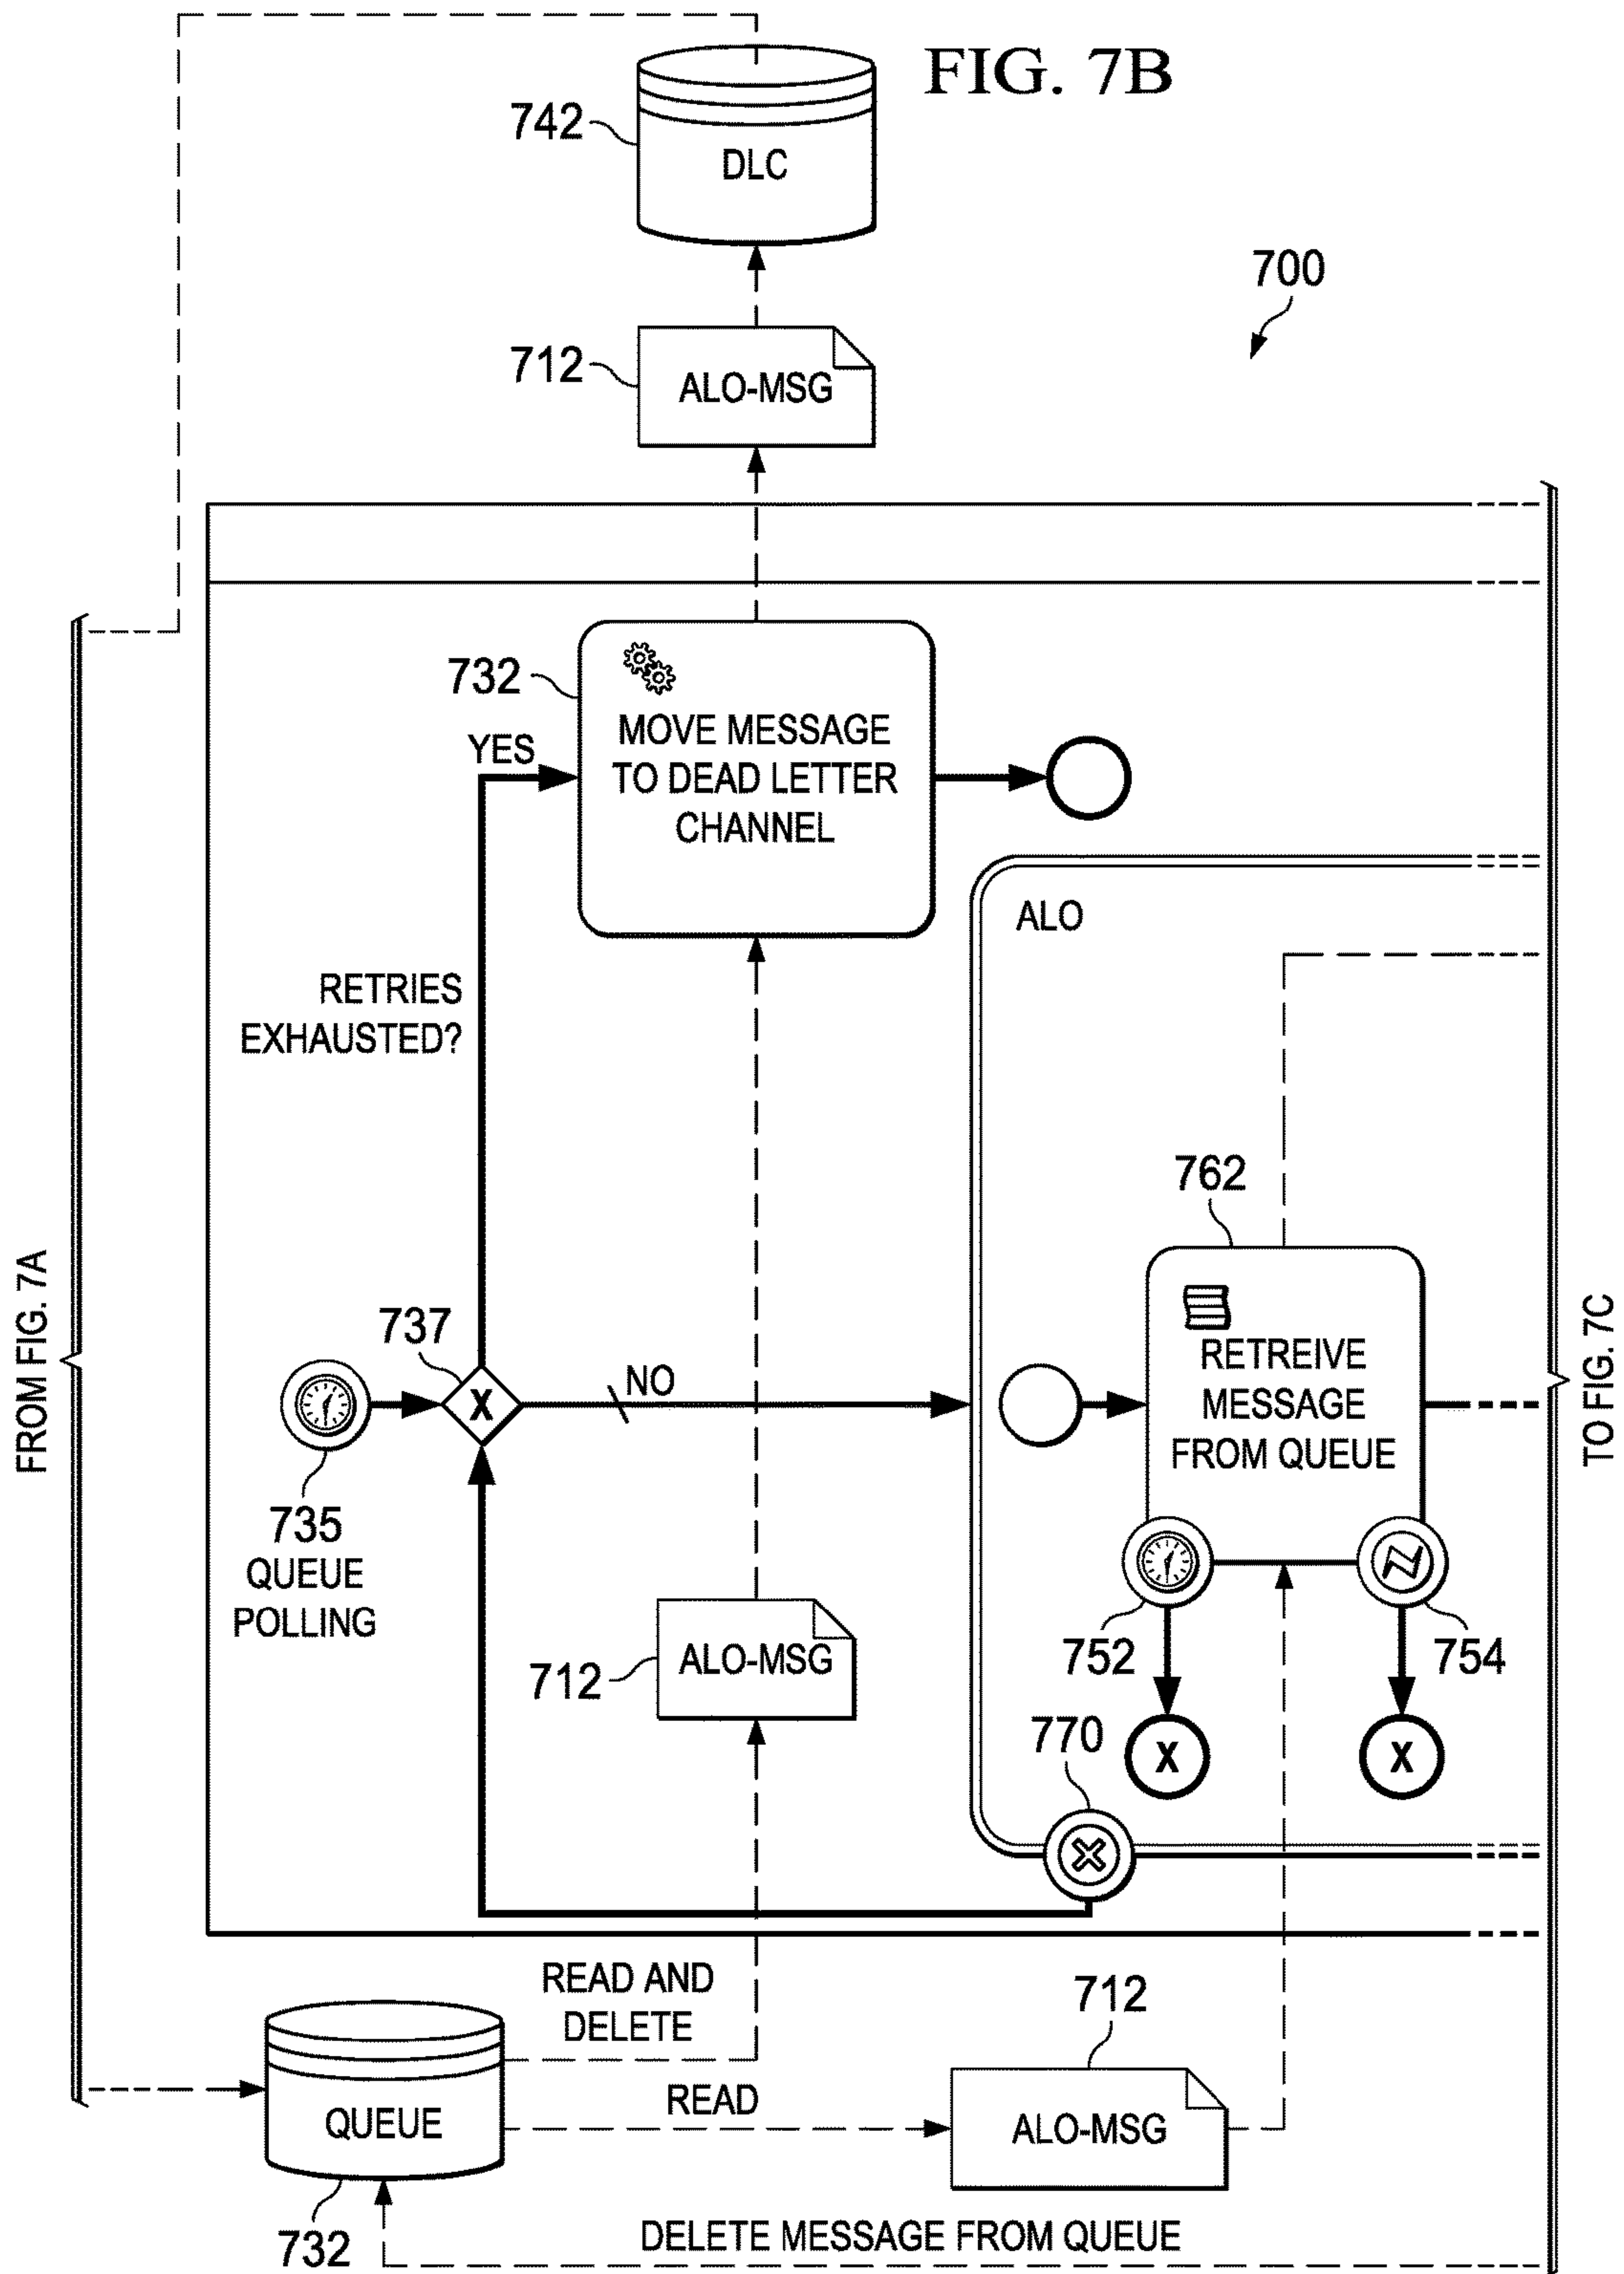 FIG. 7B
742
DLC
700
712
ALO-MSG
732
MOVE MESSAGE
TO DEAD LETTER
CHANNEL
YES
ALO
RETRIES
EXHAUSTED?
762
737
X
NO
RETREIVE
MESSAGE
FROM QUEUE
FROM FIG. 7A
TO FIG. 7C
735
QUEUE
POLLING
712
ALO-MSG
752
754
770
X
X
READ AND
DELETE
712
READ
QUEUE
ALO-MSG
732
DELETE MESSAGE FROM QUEUE